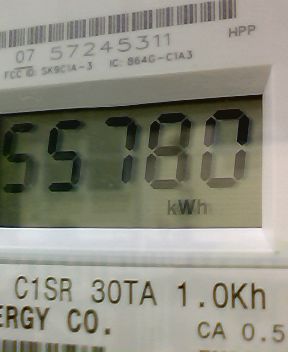 HPP
07 57245311
FCC ID: SK9C1A-3 IC: 864G-C1A3
55780
kWh
C1SR 30TA 1.0Kh
ERGY CO.
CA 0.5